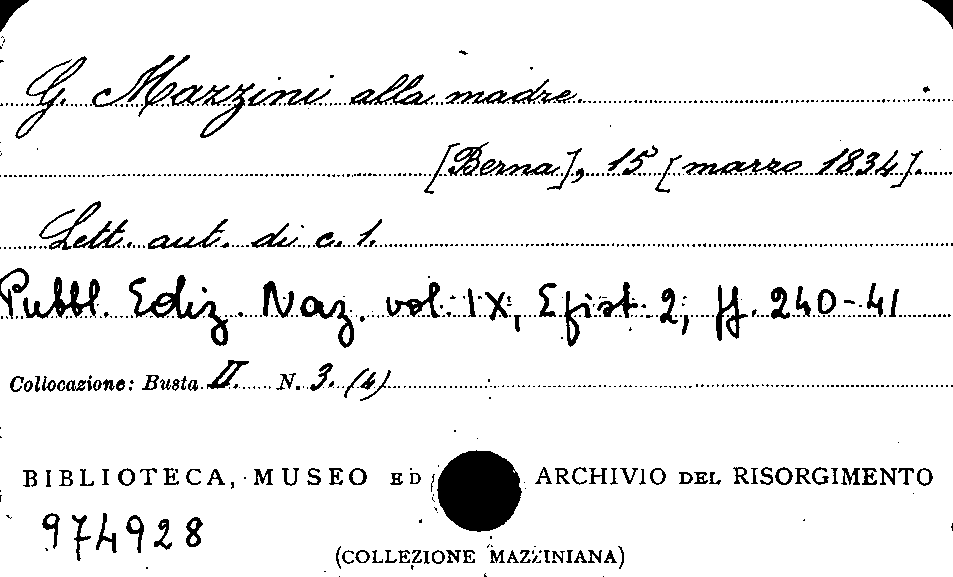 G. Mazzini alla madre.
[Berna], 15 [marzo 1834].
Lett. aut. di c. 1.
Pubbl. Ediz. Naz. vol. IX, Epist. 2, pp. 240-41
Collocazione: Busta II. N. 3. (4)
BIBLIOTECA, MUSEO ED ARCHIVIO DEL RISORGIMENTO
974928
(COLLEZIONE MAZZINIANA)